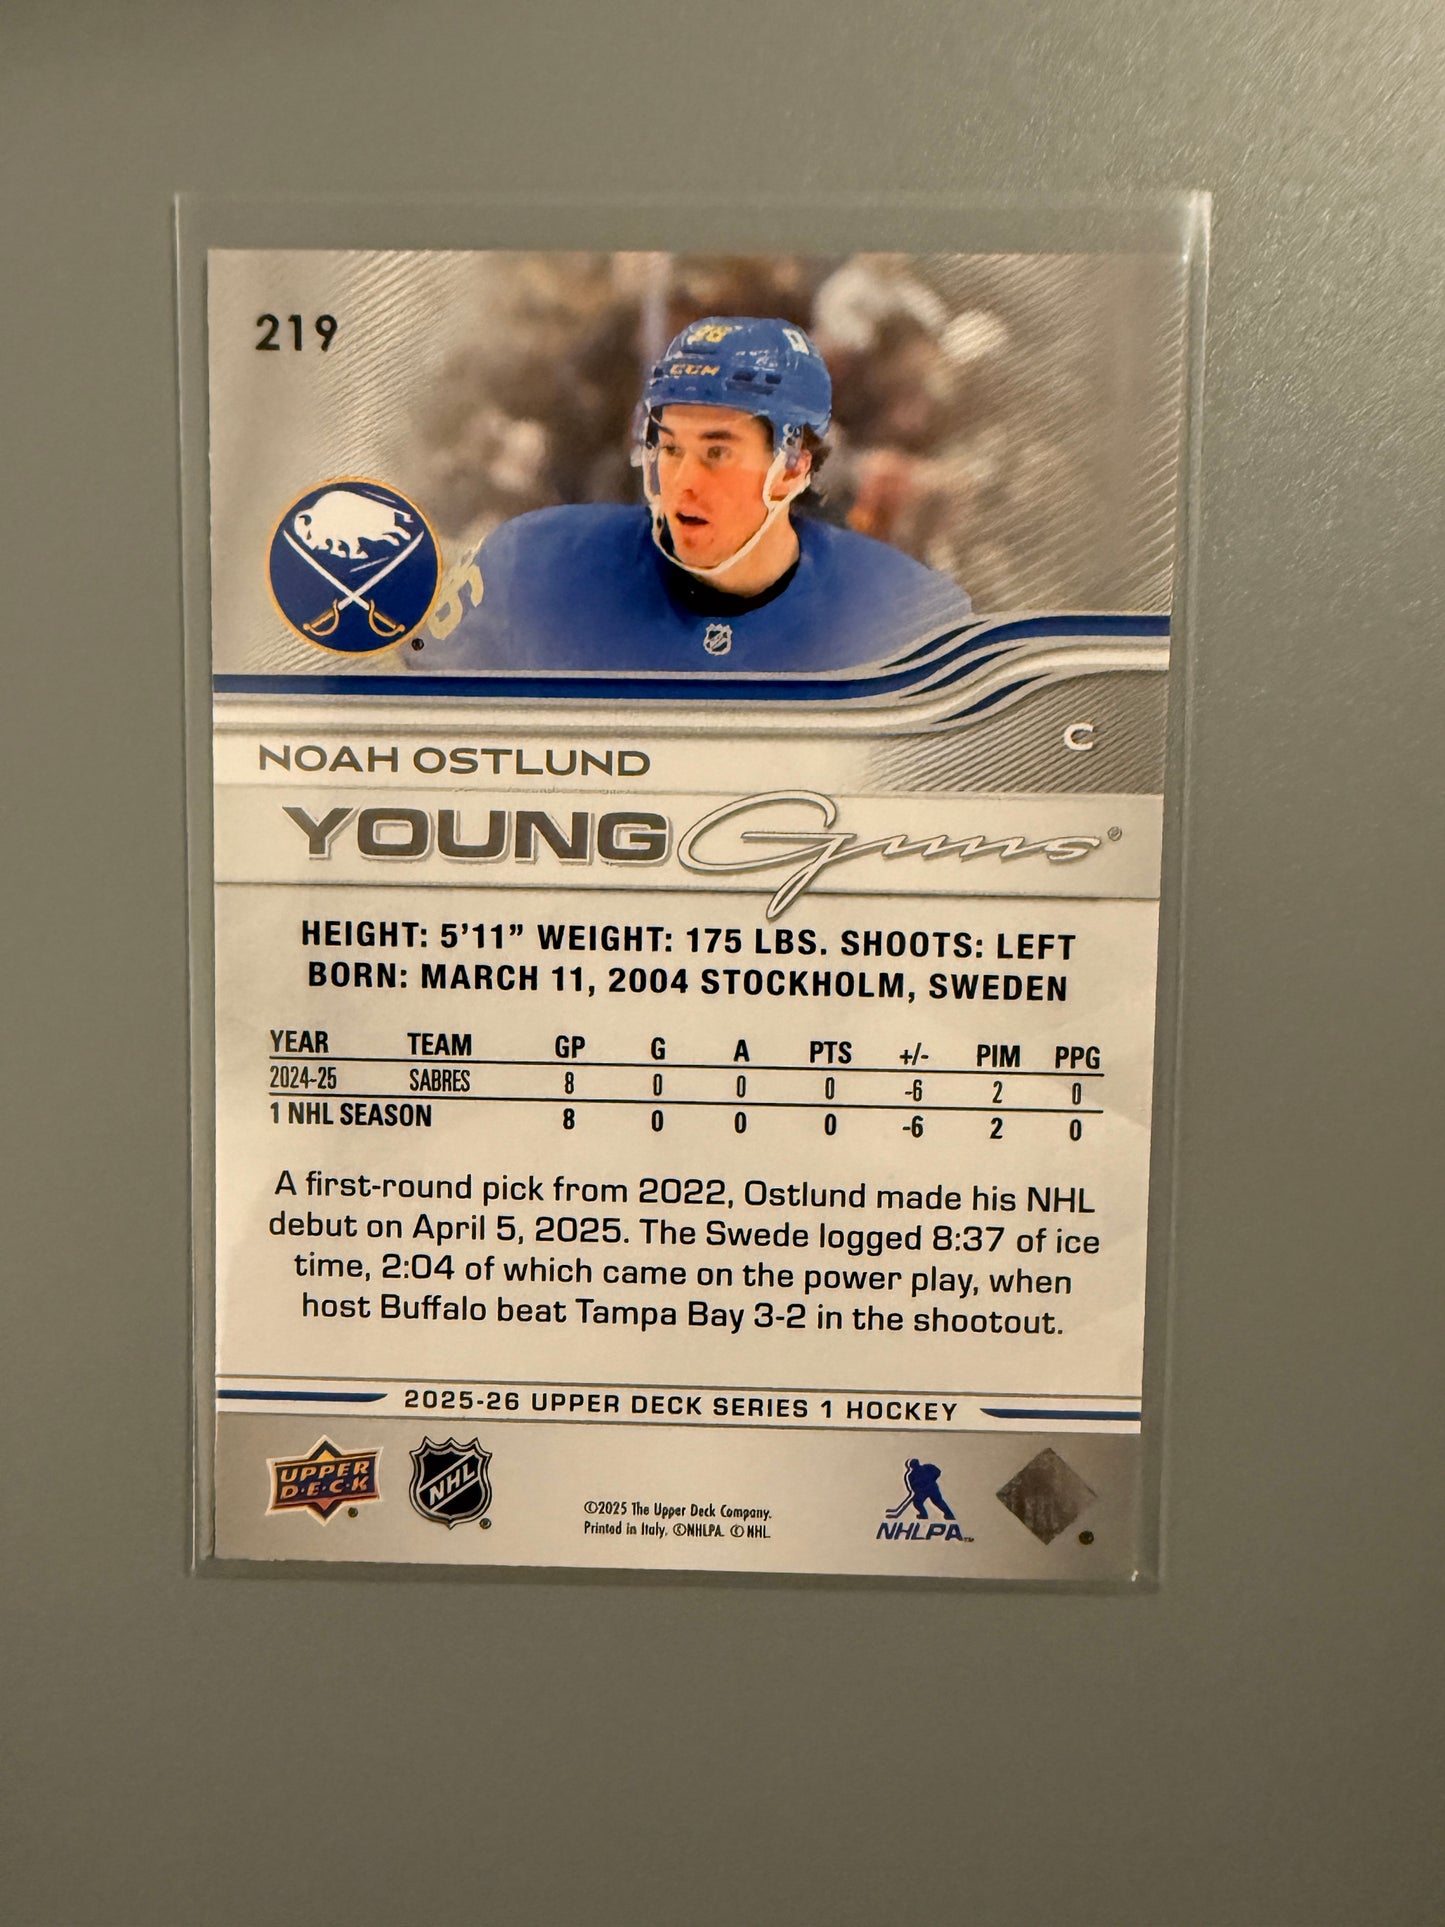 219
38
CCM
NOAH OSTLUND
C
YOUNG Guns®
HEIGHT: 5’11” WEIGHT: 175 LBS. SHOOTS: LEFT
BORN: MARCH 11, 2004 STOCKHOLM, SWEDEN
YEAR TEAM GP G A PTS +/- PIM PPG
2024-25 SABRES 8 0 0 0 -6 2 0
1 NHL SEASON 8 0 0 0 -6 2 0
A first-round pick from 2022, Ostlund made his NHL
debut on April 5, 2025. The Swede logged 8:37 of ice
time, 2:04 of which came on the power play, when
host Buffalo beat Tampa Bay 3-2 in the shootout.
2025-26 UPPER DECK SERIES 1 HOCKEY
UPPER
D·E·C·K ®
NHL ®
©2025 The Upper Deck Company.
Printed in Italy. ©NHLPA. © NHL.
NHLPA™